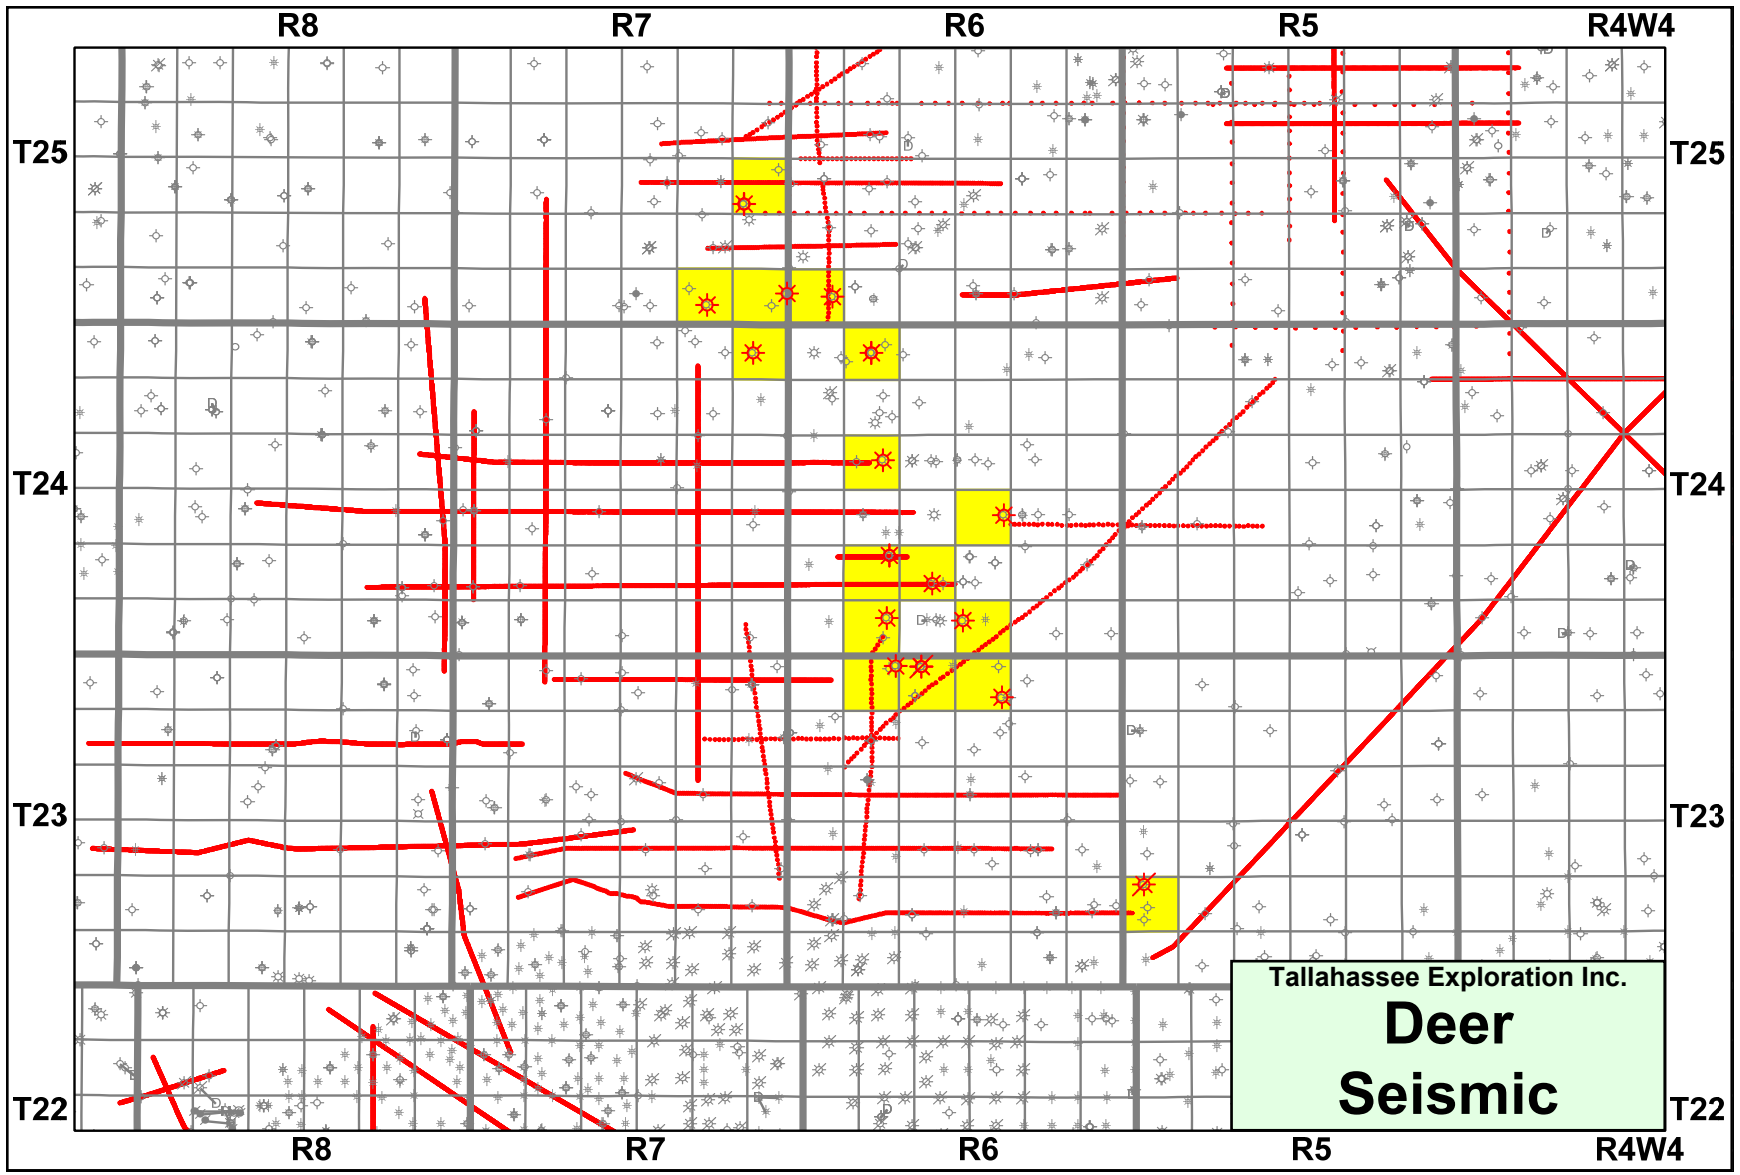 R8 R7 R6 R5 R4W4
T25 T25
T24 T24
T23 T23
Tallahassee Exploration Inc.
Deer
Seismic
T22 T22
R8 R7 R6 R5 R4W4